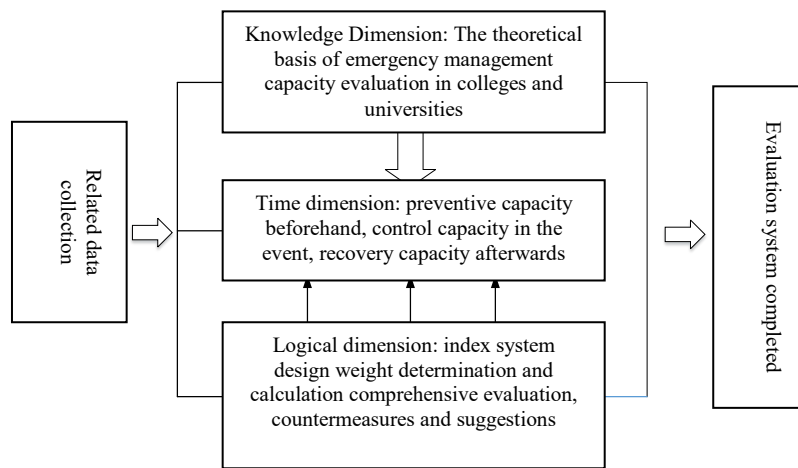 Related data
collection
Knowledge Dimension: The theoretical
basis of emergency management
capacity evaluation in colleges and
universities
Time dimension: preventive capacity
beforehand, control capacity in the
event, recovery capacity afterwards
Logical dimension: index system
design weight determination and
calculation comprehensive evaluation,
countermeasures and suggestions
Evaluation system completed